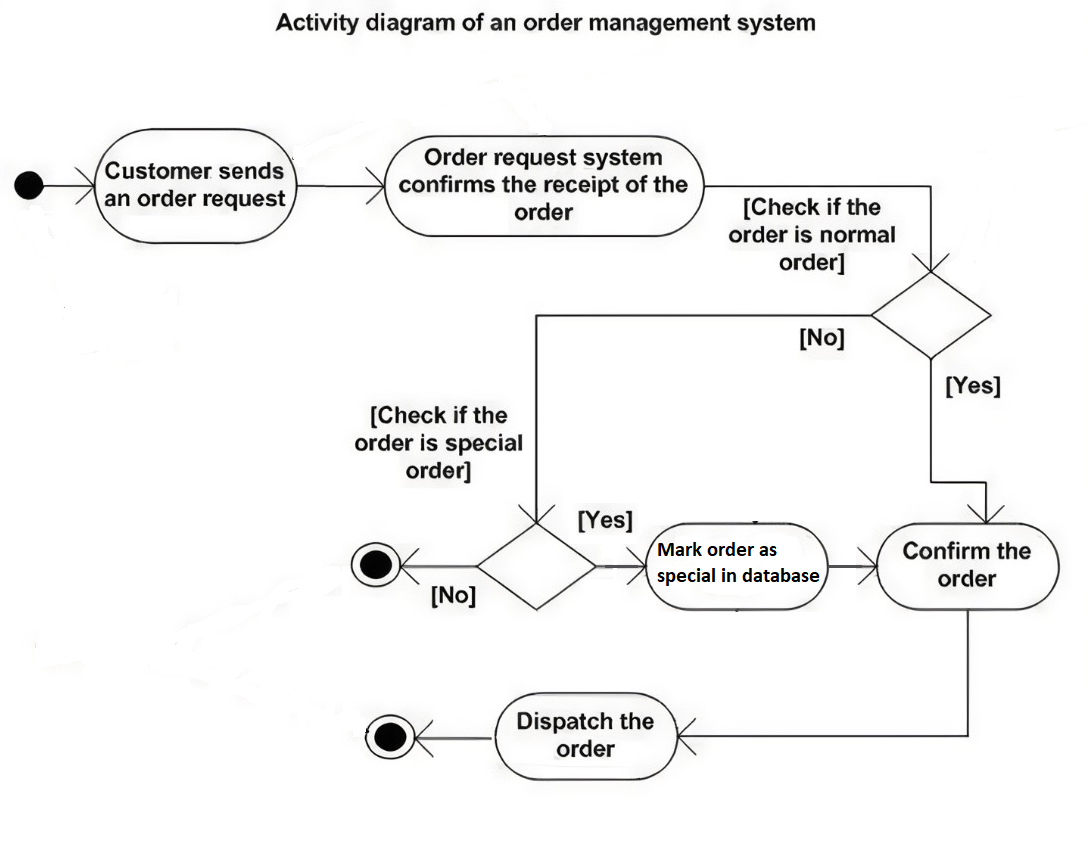 Activity diagram of an order management system
Customer sends
an order request
Order request system
confirms the receipt of the
order
[Check if the
order is normal
order]
[No]
[Yes]
[Check if the
order is special
order]
[Yes]
[No]
Mark order as
special in database
Confirm the
order
Dispatch the
order